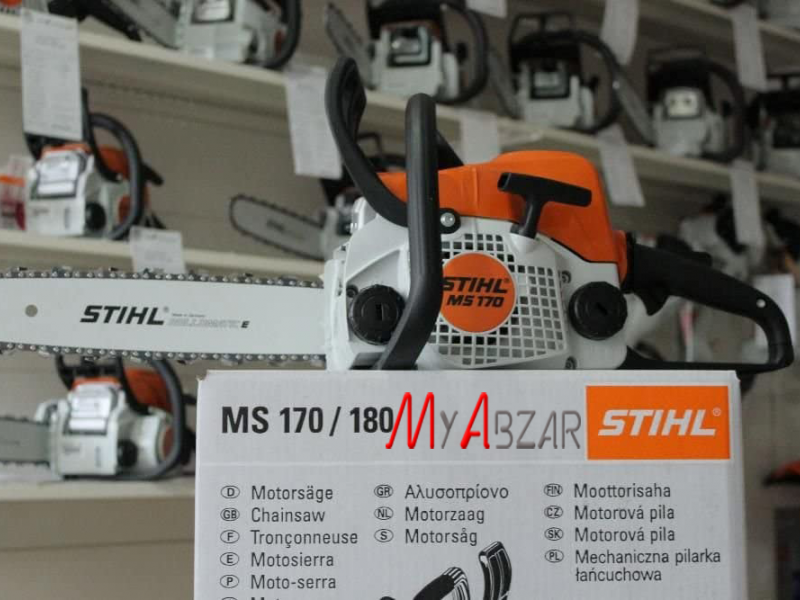 STIHL
MS 170
STIHL
E
MS 170 / 180
MyAbzar
STIHL
D Motorsäge
GB Chainsaw
F Tronçonneuse
E Motosierra
P Moto-serra
GR Αλυσοπρίονο
NL Motorzaag
S Motorsåg
FIN Moottorisaha
CZ Motorová pila
SK Motorová pila
PL Mechaniczna pilarka
łańcuchowa